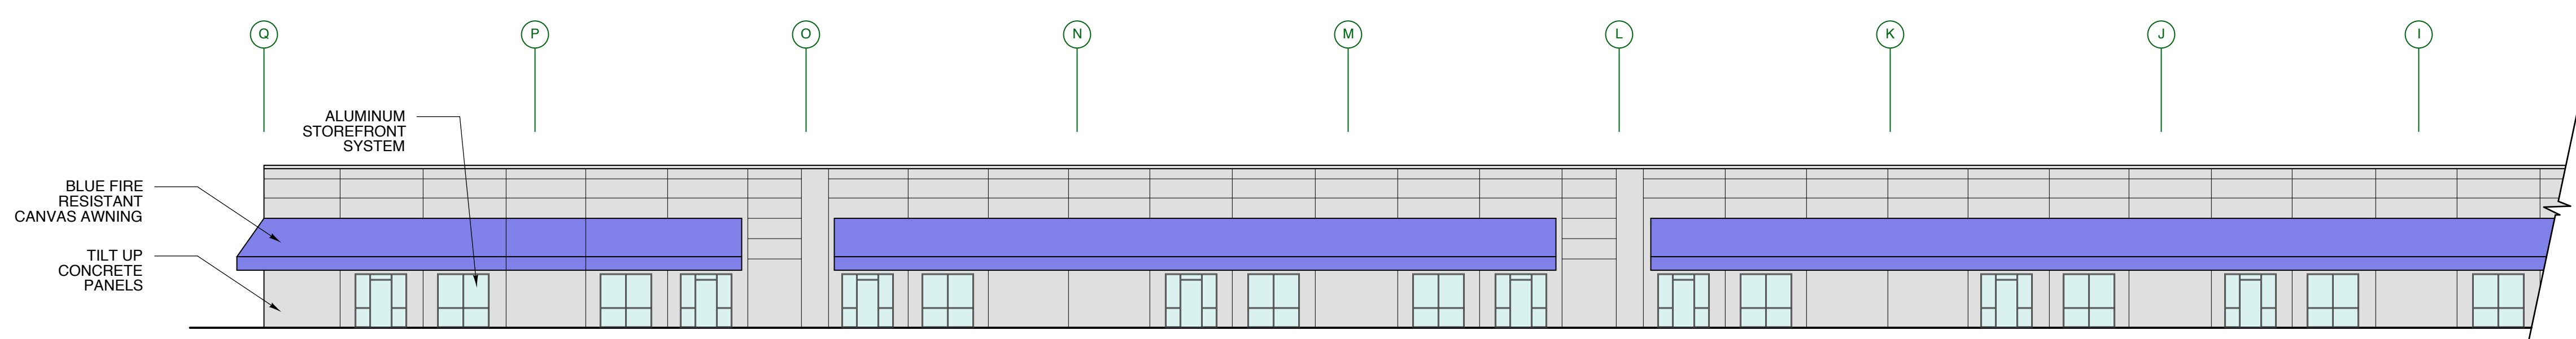 Q P O N M L K J I
ALUMINUM
STOREFRONT
SYSTEM
BLUE FIRE
RESISTANT
CANVAS AWNING
TILT UP
CONCRETE
PANELS